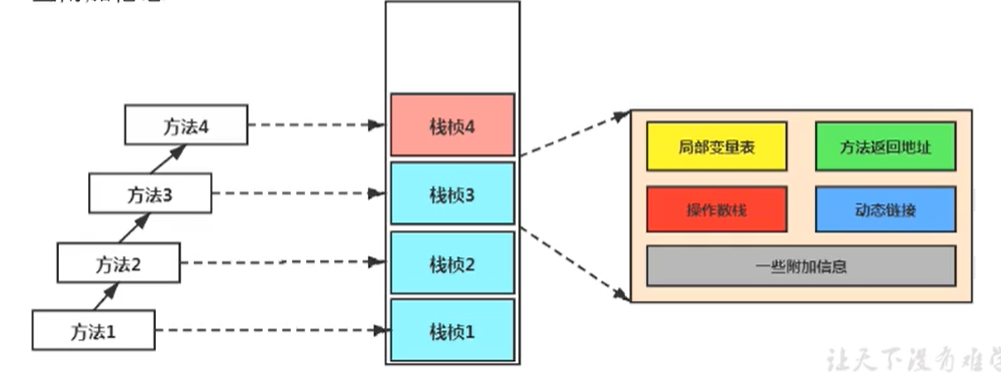 方法4
方法3
方法2
方法1
栈桢4
栈桢3
栈桢2
栈桢1
局部变量表
方法返回地址
操作数栈
动态链接
一些附加信息
让天下没有难学